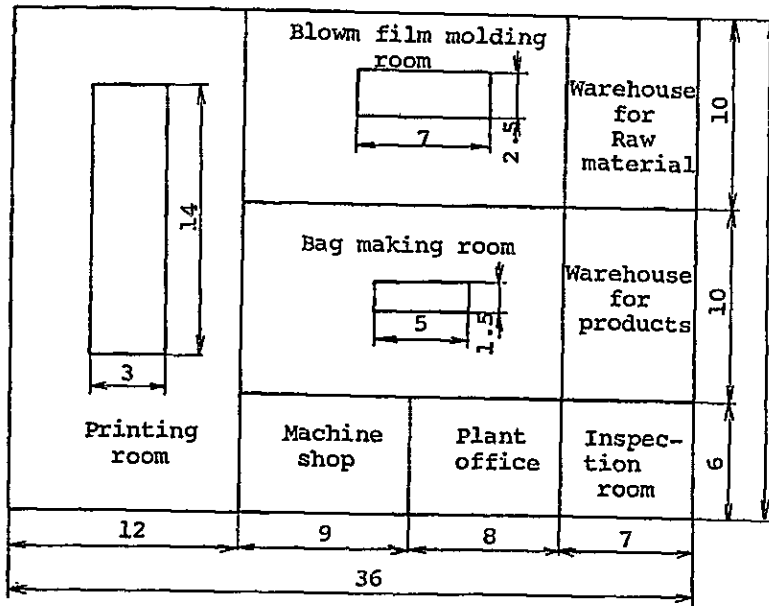 Blowm film molding
room
7
2.5
Warehouse
for
Raw
material
10
14
3
Bag making room
5
1.5
Warehouse
for
products
10
Printing
room
Machine
shop
Plant
office
Inspec-
tion
room
6
12
9
8
7
36